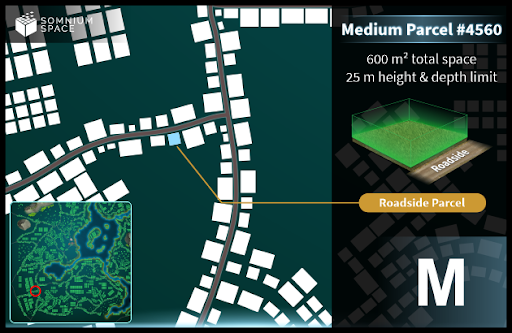 SOMNIUM
SPACE
Medium Parcel #4560
600 m² total space
25 m height & depth limit
Roadside
Roadside Parcel
M